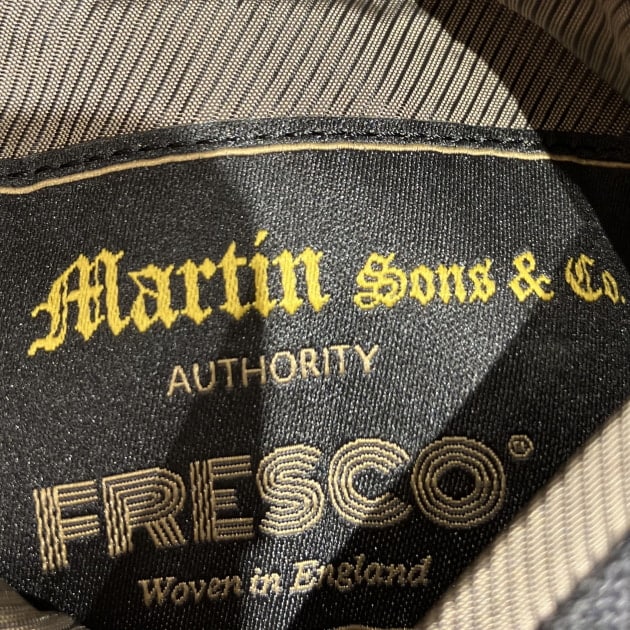 Martin Sons & Co.
AUTHORITY
FRESCO®
Woven in England